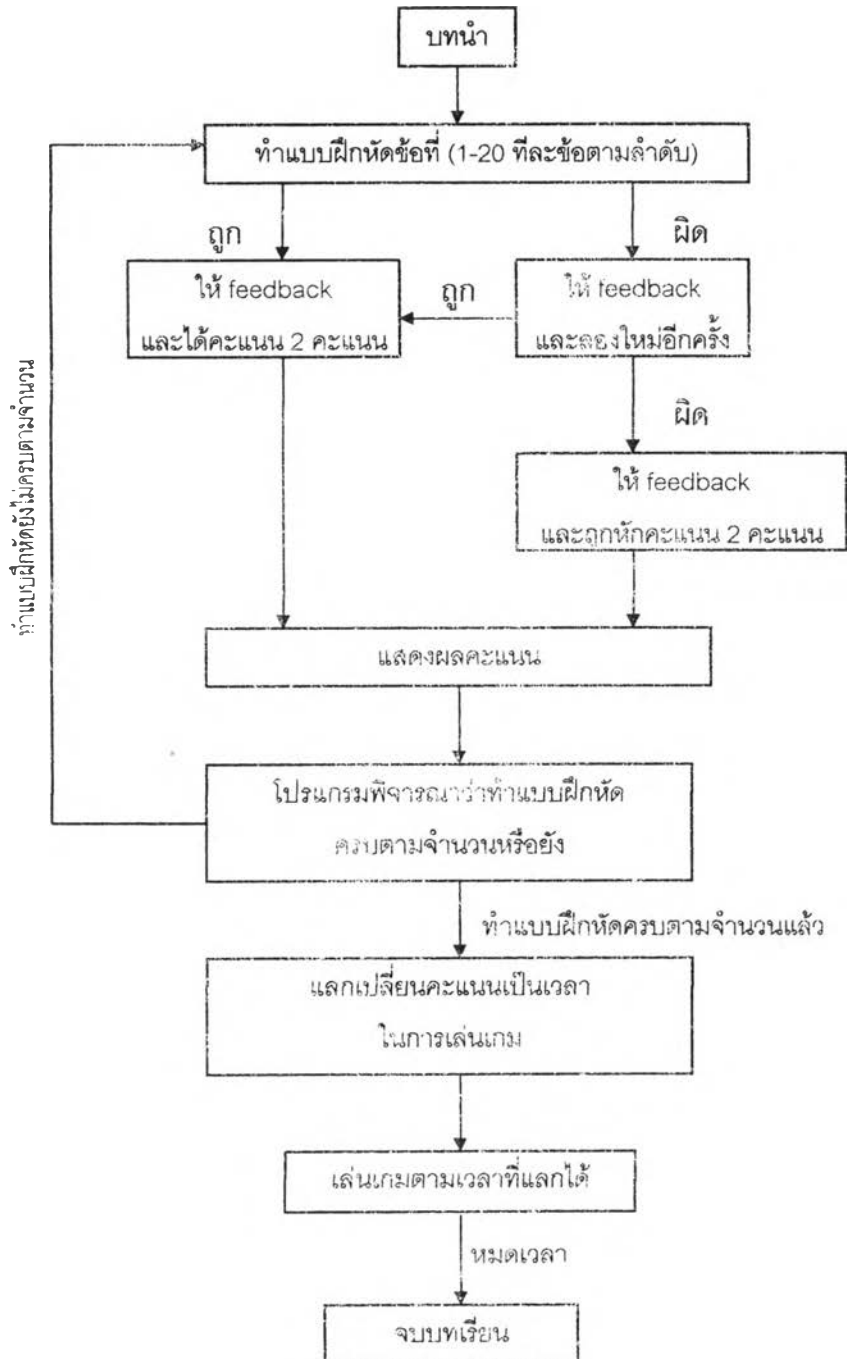 บทนำ
ทำแบบฝึกหัดข้อที่ (1-20 ทีละข้อตามลำดับ)
ถูก
ผิด
ให้ feedback
และได้คะแนน 2 คะแนน
ถูก
ให้ feedback
และลองใหม่อีกครั้ง
ผิด
ให้ feedback
และถูกหักคะแนน 2 คะแนน
ทำแบบฝึกหัดยังไม่ครบตามจำนวน
แสดงผลคะแนน
โปรแกรมพิจารณาว่าทำแบบฝึกหัด
ครบตามจำนวนหรือยัง
ทำแบบฝึกหัดครบตามจำนวนแล้ว
แลกเปลี่ยนคะแนนเป็นเวลา
ในการเล่นเกม
เล่นเกมตามเวลาที่แลกได้
หมดเวลา
จบบทเรียน